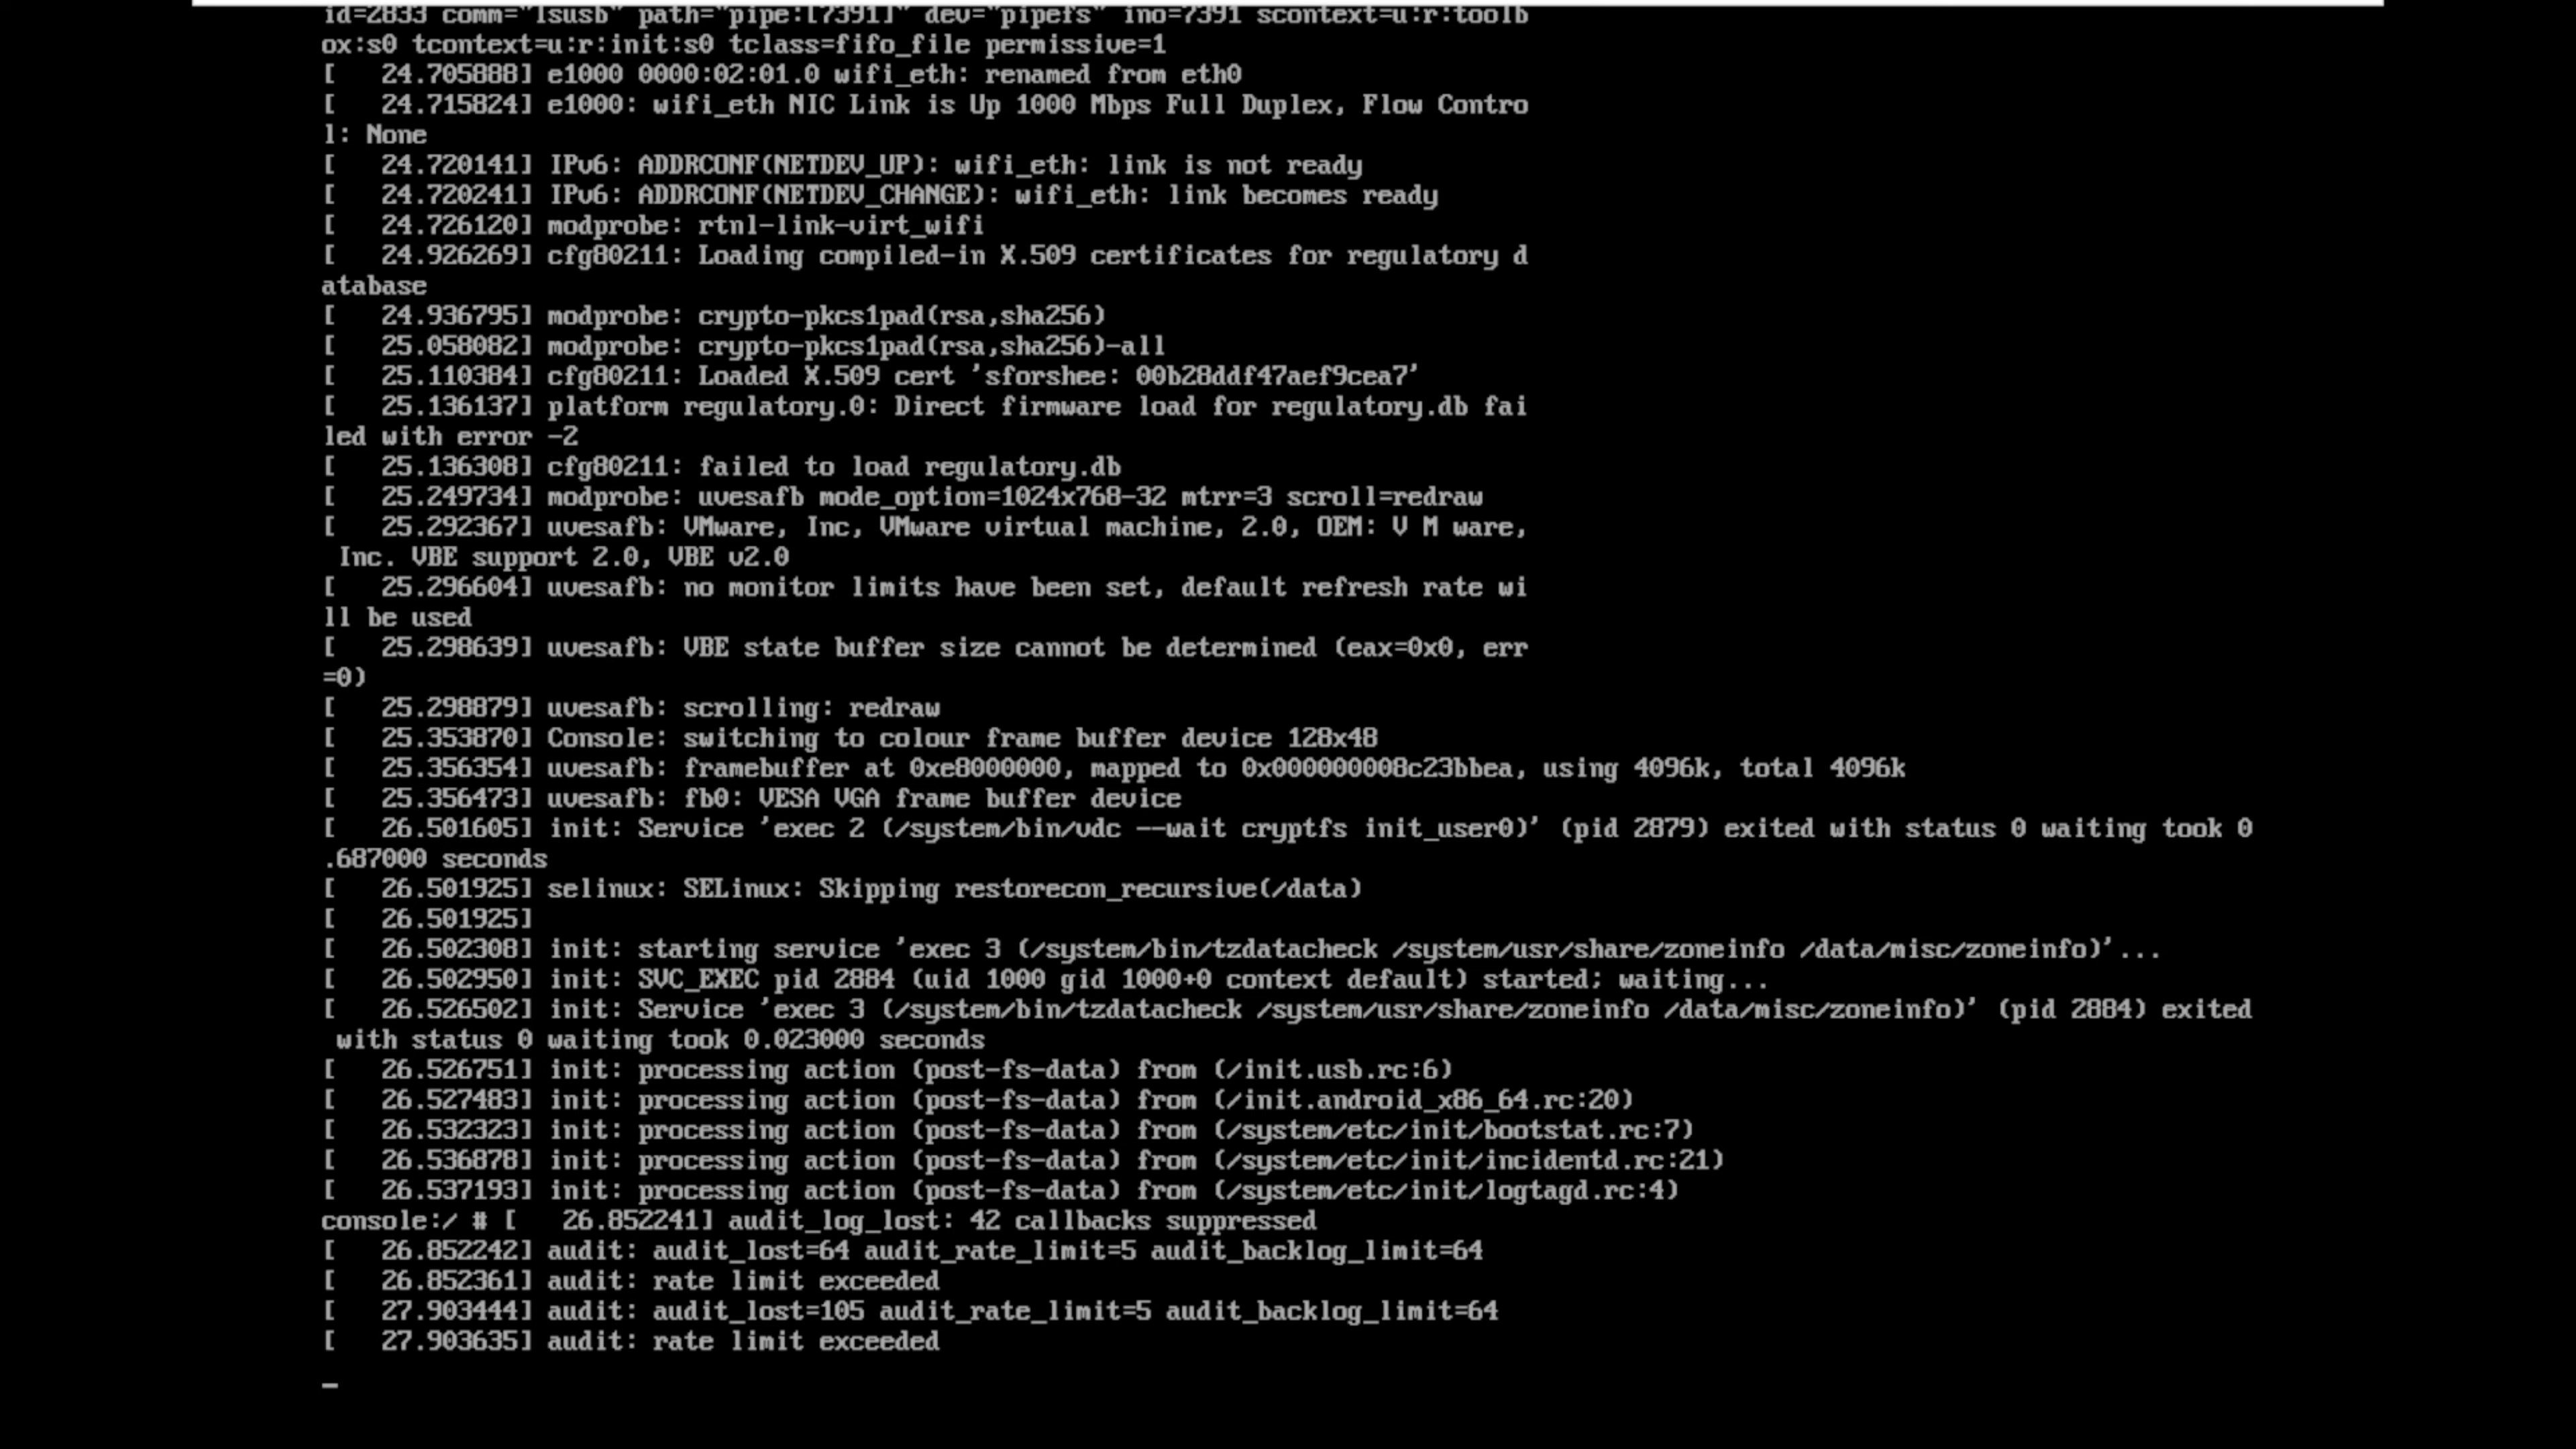 id=2833 comm="lsusb" path="pipe:[7391]" dev="pipefs" ino=7391 scontext=u:r:toolb
ox:s0 tcontext=u:r:init:s0 tclass=fifo_file permissive=1
[   24.705888] e1000 0000:02:01.0 wifi_eth: renamed from eth0
[   24.715824] e1000: wifi_eth NIC Link is Up 1000 Mbps Full Duplex, Flow Contro
l: None
[   24.720141] IPv6: ADDRCONF(NETDEV_UP): wifi_eth: link is not ready
[   24.720241] IPv6: ADDRCONF(NETDEV_CHANGE): wifi_eth: link becomes ready
[   24.726120] modprobe: rtnl-link-virt_wifi
[   24.926269] cfg80211: Loading compiled-in X.509 certificates for regulatory d
atabase
[   24.936795] modprobe: crypto-pkcs1pad(rsa,sha256)
[   25.058082] modprobe: crypto-pkcs1pad(rsa,sha256)-all
[   25.110384] cfg80211: Loaded X.509 cert 'sforshee: 00b28ddf47aef9cea7'
[   25.136137] platform regulatory.0: Direct firmware load for regulatory.db fai
led with error -2
[   25.136308] cfg80211: failed to load regulatory.db
[   25.249734] modprobe: uvesafb mode_option=1024x768-32 mtrr=3 scroll=redraw
[   25.292367] uvesafb: VMware, Inc, VMware virtual machine, 2.0, OEM: V M ware,
 Inc. VBE support 2.0, VBE v2.0
[   25.296604] uvesafb: no monitor limits have been set, default refresh rate wi
ll be used
[   25.298639] uvesafb: VBE state buffer size cannot be determined (eax=0x0, err
=0)
[   25.298879] uvesafb: scrolling: redraw
[   25.353870] Console: switching to colour frame buffer device 128x48
[   25.356354] uvesafb: framebuffer at 0xe8000000, mapped to 0x000000008c23bbea, using 4096k, total 4096k
[   25.356473] uvesafb: fb0: VESA VGA frame buffer device
[   26.501605] init: Service 'exec 2 (/system/bin/vdc --wait cryptfs init_user0)' (pid 2879) exited with status 0 waiting took 0
.687000 seconds
[   26.501925] selinux: SELinux: Skipping restorecon_recursive(/data)
[   26.501925]
[   26.502308] init: starting service 'exec 3 (/system/bin/tzdatacheck /system/usr/share/zoneinfo /data/misc/zoneinfo)'...
[   26.502950] init: SVC_EXEC pid 2884 (uid 1000 gid 1000+0 context default) started; waiting...
[   26.526502] init: Service 'exec 3 (/system/bin/tzdatacheck /system/usr/share/zoneinfo /data/misc/zoneinfo)' (pid 2884) exited
 with status 0 waiting took 0.023000 seconds
[   26.526751] init: processing action (post-fs-data) from (/init.usb.rc:6)
[   26.527483] init: processing action (post-fs-data) from (/init.android_x86_64.rc:20)
[   26.532323] init: processing action (post-fs-data) from (/system/etc/init/bootstat.rc:7)
[   26.536878] init: processing action (post-fs-data) from (/system/etc/init/incidentd.rc:21)
[   26.537193] init: processing action (post-fs-data) from (/system/etc/init/logtagd.rc:4)
console:/ # [   26.852241] audit_log_lost: 42 callbacks suppressed
[   26.852242] audit: audit_lost=64 audit_rate_limit=5 audit_backlog_limit=64
[   26.852361] audit: rate limit exceeded
[   27.903444] audit: audit_lost=105 audit_rate_limit=5 audit_backlog_limit=64
[   27.903635] audit: rate limit exceeded